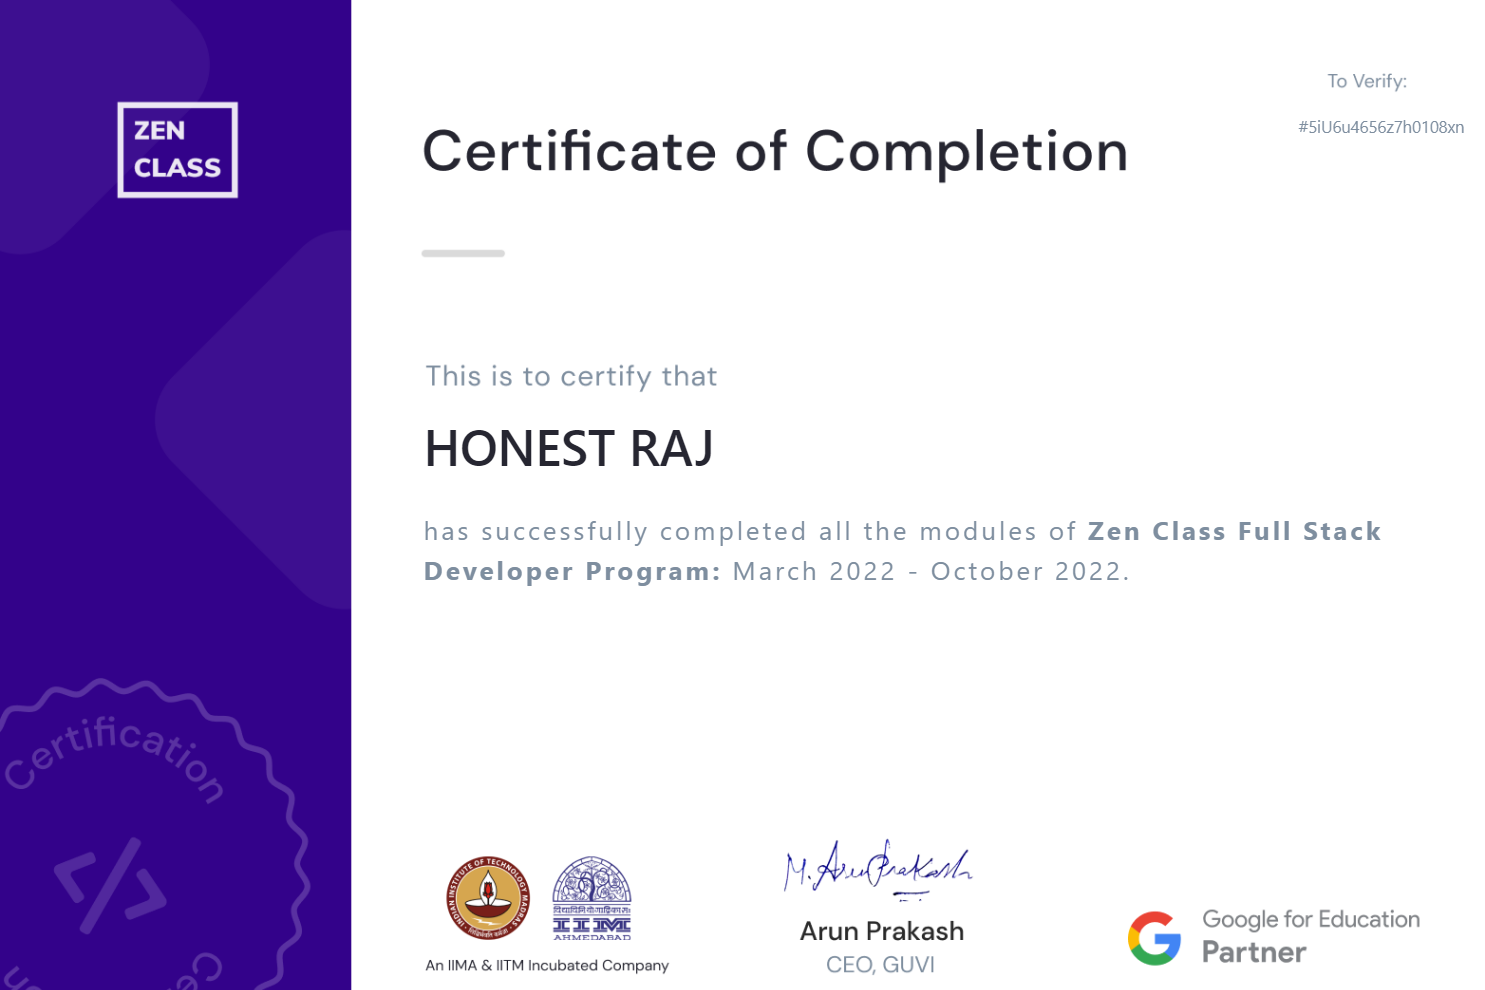 ZEN
CLASS
To Verify:
#5iU6u4656z7h0108xn
Certificate of Completion
This is to certify that
HONEST RAJ
has successfully completed all the modules of Zen Class Full Stack
Developer Program: March 2022 - October 2022.
Certification
</>
INDIAN INSTITUTE OF TECHNOLOGY MADRAS
IIM
AHMEDABAD
An IIMA & IITM Incubated Company
M. Arun Prakash
Arun Prakash
CEO, GUVI
Google for Education
Partner